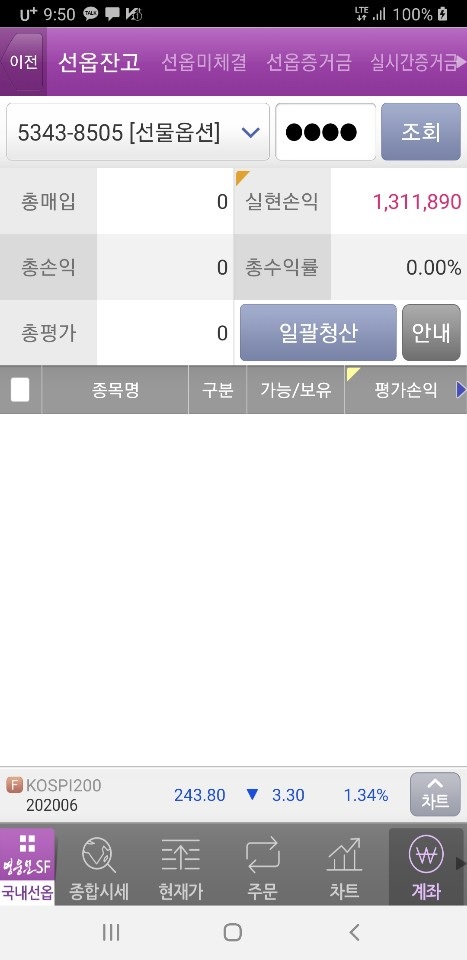 U+ 9:50 TALK LTE 100%
이전 선옵잔고 선옵미체결 선옵증거금 실시간증거금
5343-8505 [선물옵션] ●●●● 조회
총매입 0 실현손익 1,311,890
총손익 0 총수익률 0.00%
총평가 0 일괄청산 안내
종목명 구분 가능/보유 평가손익
F KOSPI200
202006 243.80 ▼ 3.30 1.34% 차트
영웅문SF
국내선옵 종합시세 현재가 주문 차트 계좌